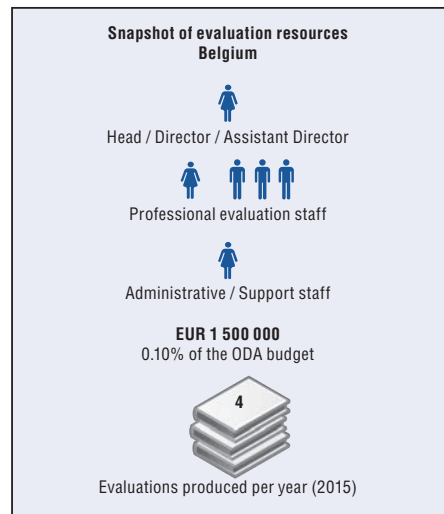 Snapshot of evaluation resources
Belgium
Head / Director / Assistant Director
Professional evaluation staff
Administrative / Support staff
EUR 1 500 000
0.10% of the ODA budget
4
Evaluations produced per year (2015)